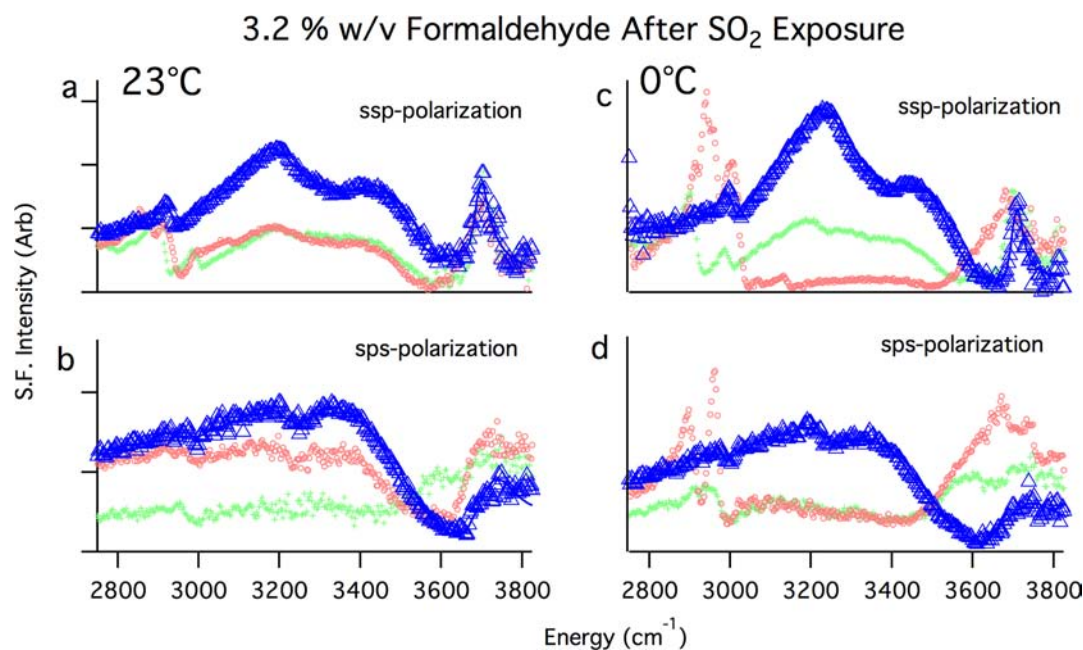 3.2 % w/v Formaldehyde After SO₂ Exposure
a 23°C
ssp-polarization
c 0°C
ssp-polarization
S.F. Intensity (Arb)
b
sps-polarization
d
sps-polarization
2800 3000 3200 3400 3600 3800
2800 3000 3200 3400 3600 3800
Energy (cm⁻¹)